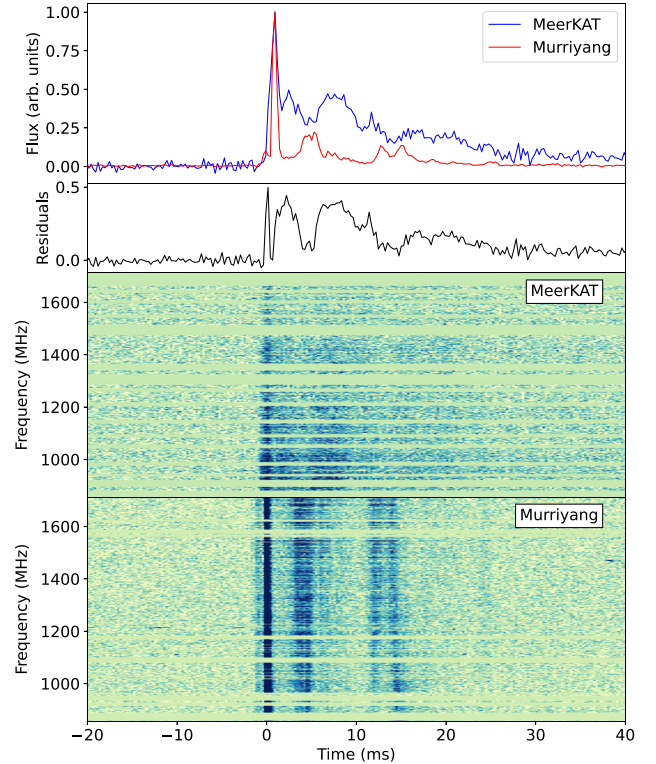 1.00
0.75
0.50
0.25
0.00
Flux (arb. units)
MeerKAT
Murriyang
0.5
0.0
Residuals
MeerKAT
1600
1400
1200
1000
Frequency (MHz)
Murriyang
1600
1400
1200
1000
Frequency (MHz)
−20 −10 0 10 20 30 40
Time (ms)